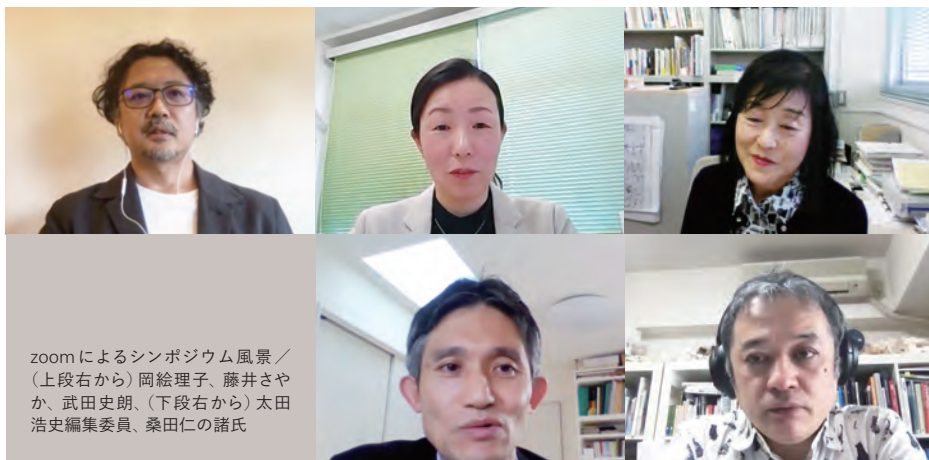 zoomによるシンポジウム風景／
（上段右から）岡絵理子、藤井さや
か、武田史朗、（下段右から）太田
浩史編集委員、桑田仁の諸氏